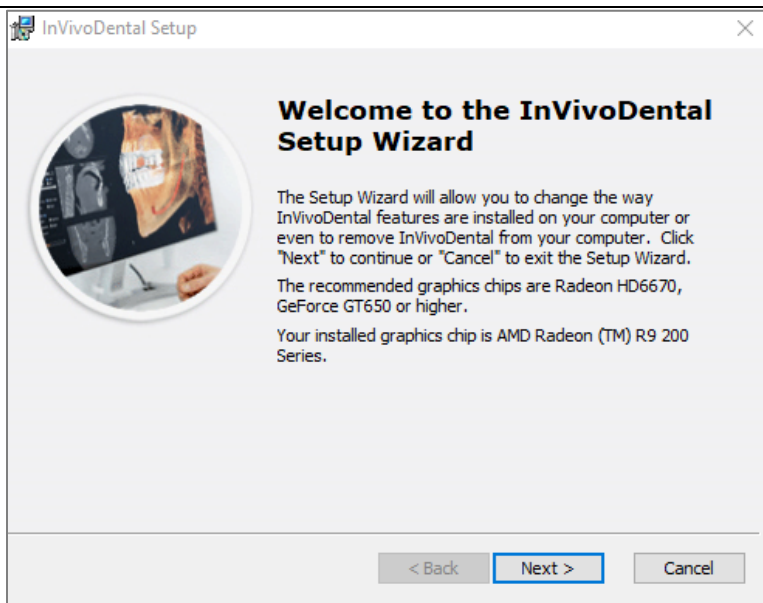 InVivoDental Setup
Welcome to the InVivoDental
Setup Wizard
The Setup Wizard will allow you to change the way
InVivoDental features are installed on your computer or
even to remove InVivoDental from your computer.  Click
"Next" to continue or "Cancel" to exit the Setup Wizard.
The recommended graphics chips are Radeon HD6670,
GeForce GT650 or higher.
Your installed graphics chip is AMD Radeon (TM) R9 200
Series.
< Back
Next >
Cancel